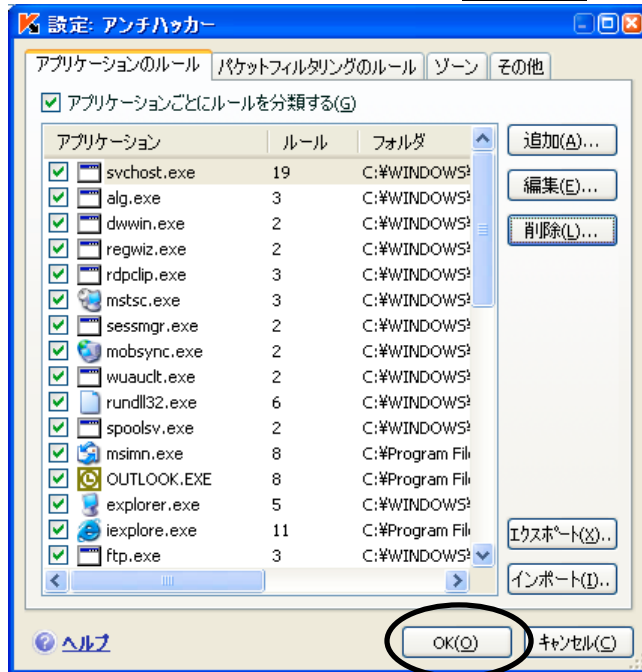 設定: アンチハッカー
アプリケーションのルール パケットフィルタリングのルール ゾーン その他
アプリケーションごとにルールを分類する(G)
アプリケーション ルール フォルダ
svchost.exe 19 C:¥WINDOWS¥
alg.exe 3 C:¥WINDOWS¥
dwwin.exe 2 C:¥WINDOWS¥
regwiz.exe 2 C:¥WINDOWS¥
rdpclip.exe 3 C:¥WINDOWS¥
mstsc.exe 3 C:¥WINDOWS¥
sessmgr.exe 2 C:¥WINDOWS¥
mobsync.exe 2 C:¥WINDOWS¥
wuauclt.exe 2 C:¥WINDOWS¥
rundll32.exe 6 C:¥WINDOWS¥
spoolsv.exe 2 C:¥WINDOWS¥
msimn.exe 8 C:¥Program Fil
OUTLOOK.EXE 8 C:¥Program Fil
explorer.exe 5 C:¥WINDOWS¥
iexplore.exe 11 C:¥Program Fil
ftp.exe 3 C:¥WINDOWS¥
追加(A)...
編集(E)...
削除(L)...
エクスポート(X)..
インポート(I)..
ヘルプ OK(O) キャンセル(C)